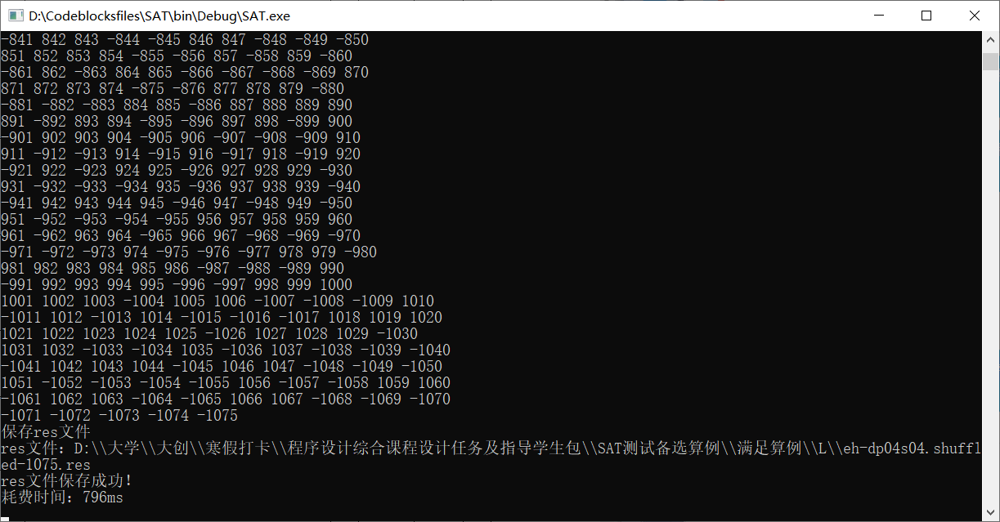 D:\Codeblocksfiles\SAT\bin\Debug\SAT.exe
-841 842 843 -844 -845 846 847 -848 -849 -850
851 852 853 854 -855 -856 857 -858 859 -860
-861 862 -863 864 865 -866 -867 -868 -869 870
871 872 873 874 -875 -876 877 878 879 -880
-881 -882 -883 884 885 -886 887 888 889 890
891 -892 893 894 -895 -896 897 898 -899 900
-901 902 903 904 -905 906 -907 -908 -909 910
911 -912 -913 914 -915 916 -917 918 -919 920
-921 922 -923 924 925 -926 927 928 929 -930
931 -932 -933 -934 935 -936 937 938 939 -940
-941 942 943 944 945 -946 947 -948 949 -950
951 -952 -953 -954 -955 956 957 958 959 960
961 -962 963 964 -965 966 967 -968 -969 -970
-971 -972 -973 974 -975 -976 -977 978 979 -980
981 982 983 984 985 986 -987 -988 -989 990
-991 992 993 994 995 -996 -997 998 999 1000
1001 1002 1003 -1004 1005 1006 -1007 -1008 -1009 1010
-1011 1012 -1013 1014 -1015 -1016 -1017 1018 1019 1020
1021 1022 1023 1024 1025 -1026 1027 1028 1029 -1030
1031 1032 -1033 -1034 1035 -1036 1037 -1038 -1039 -1040
-1041 1042 1043 1044 -1045 1046 1047 -1048 -1049 -1050
1051 -1052 -1053 -1054 -1055 1056 -1057 -1058 1059 1060
-1061 1062 1063 -1064 -1065 1066 1067 -1068 -1069 -1070
-1071 -1072 -1073 -1074 -1075
保存res文件
res文件: D:\\大学\\大创\\寒假打卡\\程序设计综合课程设计任务及指导学生包\\SAT测试备选算例\\满足算例\\L\\eh-dp04s04.shuffl
ed-1075.res
res文件保存成功!
耗费时间: 796ms